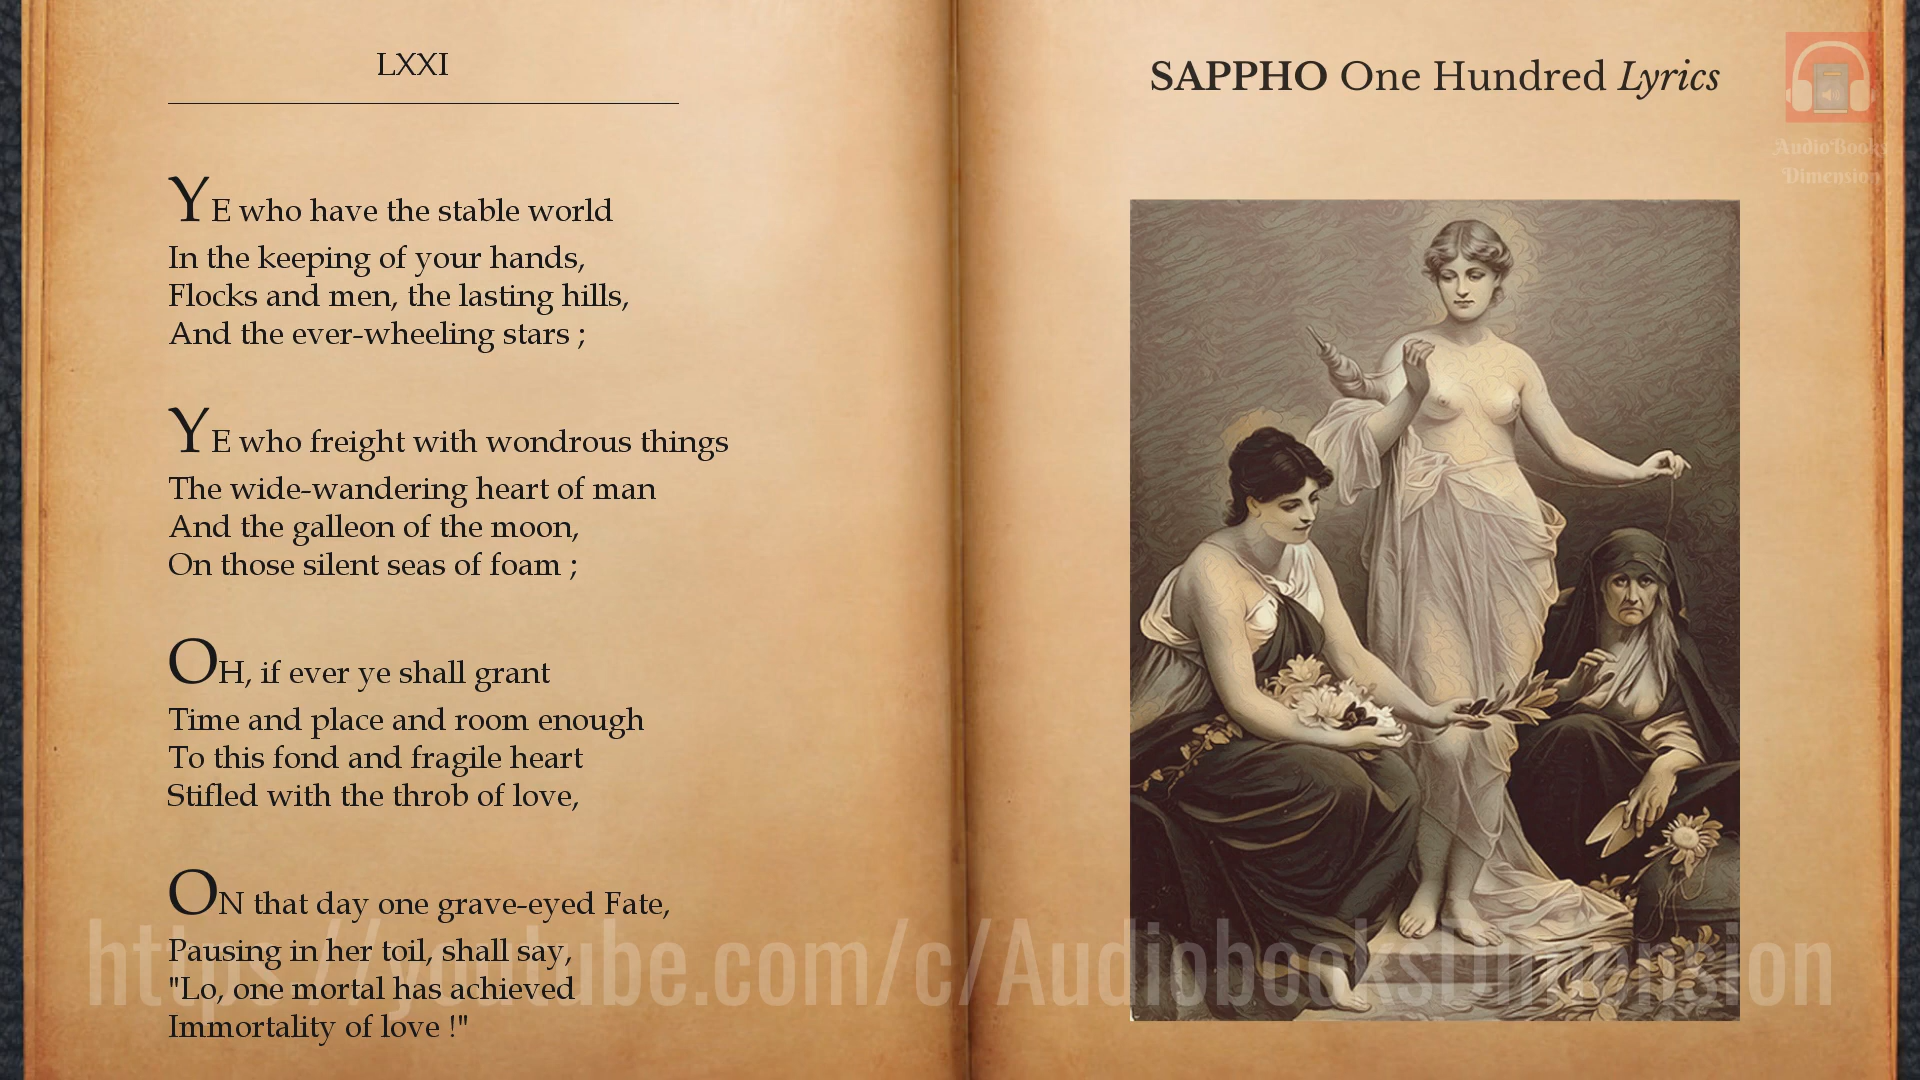 LXXI
YE who have the stable world
In the keeping of your hands,
Flocks and men, the lasting hills,
And the ever-wheeling stars ;
YE who freight with wondrous things
The wide-wandering heart of man
And the galleon of the moon,
On those silent seas of foam ;
OH, if ever ye shall grant
Time and place and room enough
To this fond and fragile heart
Stifled with the throb of love,
ON that day one grave-eyed Fate,
Pausing in her toil, shall say,
"Lo, one mortal has achieved
Immortality of love !"
SAPPHO One Hundred Lyrics
AudioBooks
Dimension
https://youtube.com/c/AudiobooksDimension